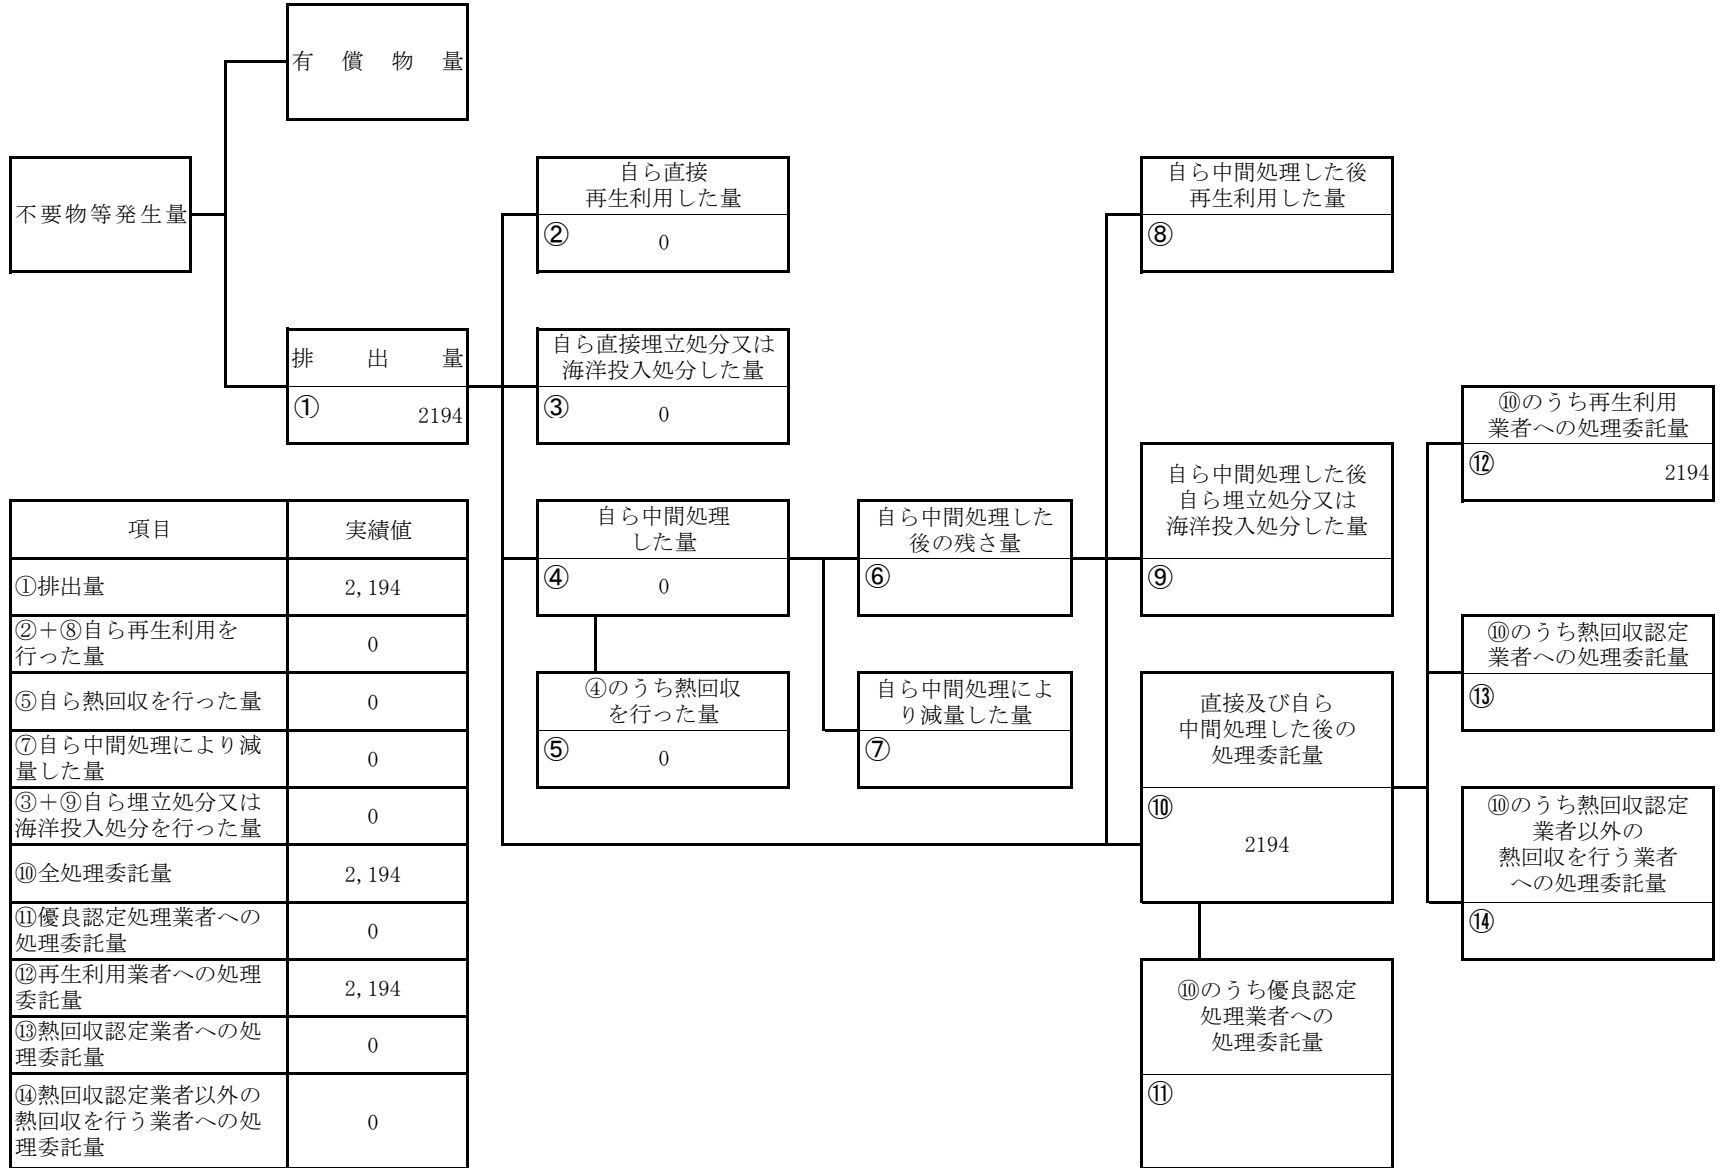 有償物量
不要物等発生量
排出量
①
2194
自ら直接
再生利用した量
②
0
自ら直接埋立処分又は
海洋投入処分した量
③
0
自ら中間処理
した量
④
0
④のうち熱回収
を行った量
⑤
0
自ら中間処理した
後の残さ量
⑥
自ら中間処理によ
り減量した量
⑦
自ら中間処理した後
再生利用した量
⑧
自ら中間処理した後
自ら埋立処分又は
海洋投入処分した量
⑨
直接及び自ら
中間処理した後の
処理委託量
⑩
2194
⑩のうち優良認定
処理業者への
処理委託量
⑪
⑩のうち再生利用
業者への処理委託量
⑫
2194
⑩のうち熱回収認定
業者への処理委託量
⑬
⑩のうち熱回収認定
業者以外の
熱回収を行う業者
への処理委託量
⑭
項目 実績値
①排出量 2,194
②+⑧自ら再生利用を
行った量 0
⑤自ら熱回収を行った量 0
⑦自ら中間処理により減
量した量 0
③+⑨自ら埋立処分又は
海洋投入処分を行った量 0
⑩全処理委託量 2,194
⑪優良認定処理業者への
処理委託量 0
⑫再生利用業者への処理
委託量 2,194
⑬熱回収認定業者への処
理委託量 0
⑭熱回収認定業者以外の
熱回収を行う業者への処
理委託量 0